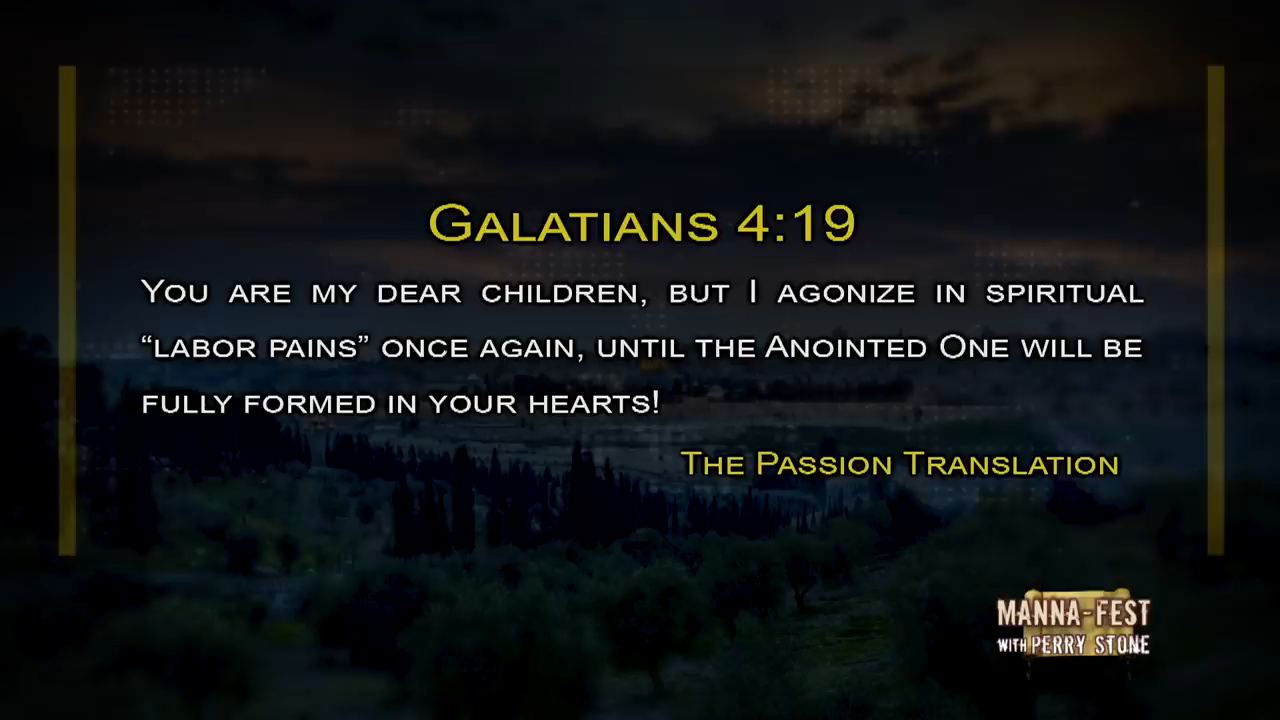 Galatians 4:19
You are my dear children, but I agonize in spiritual
“labor pains” once again, until the Anointed One will be
fully formed in your hearts!
The Passion Translation
MANNA-FEST
WITH PERRY STONE